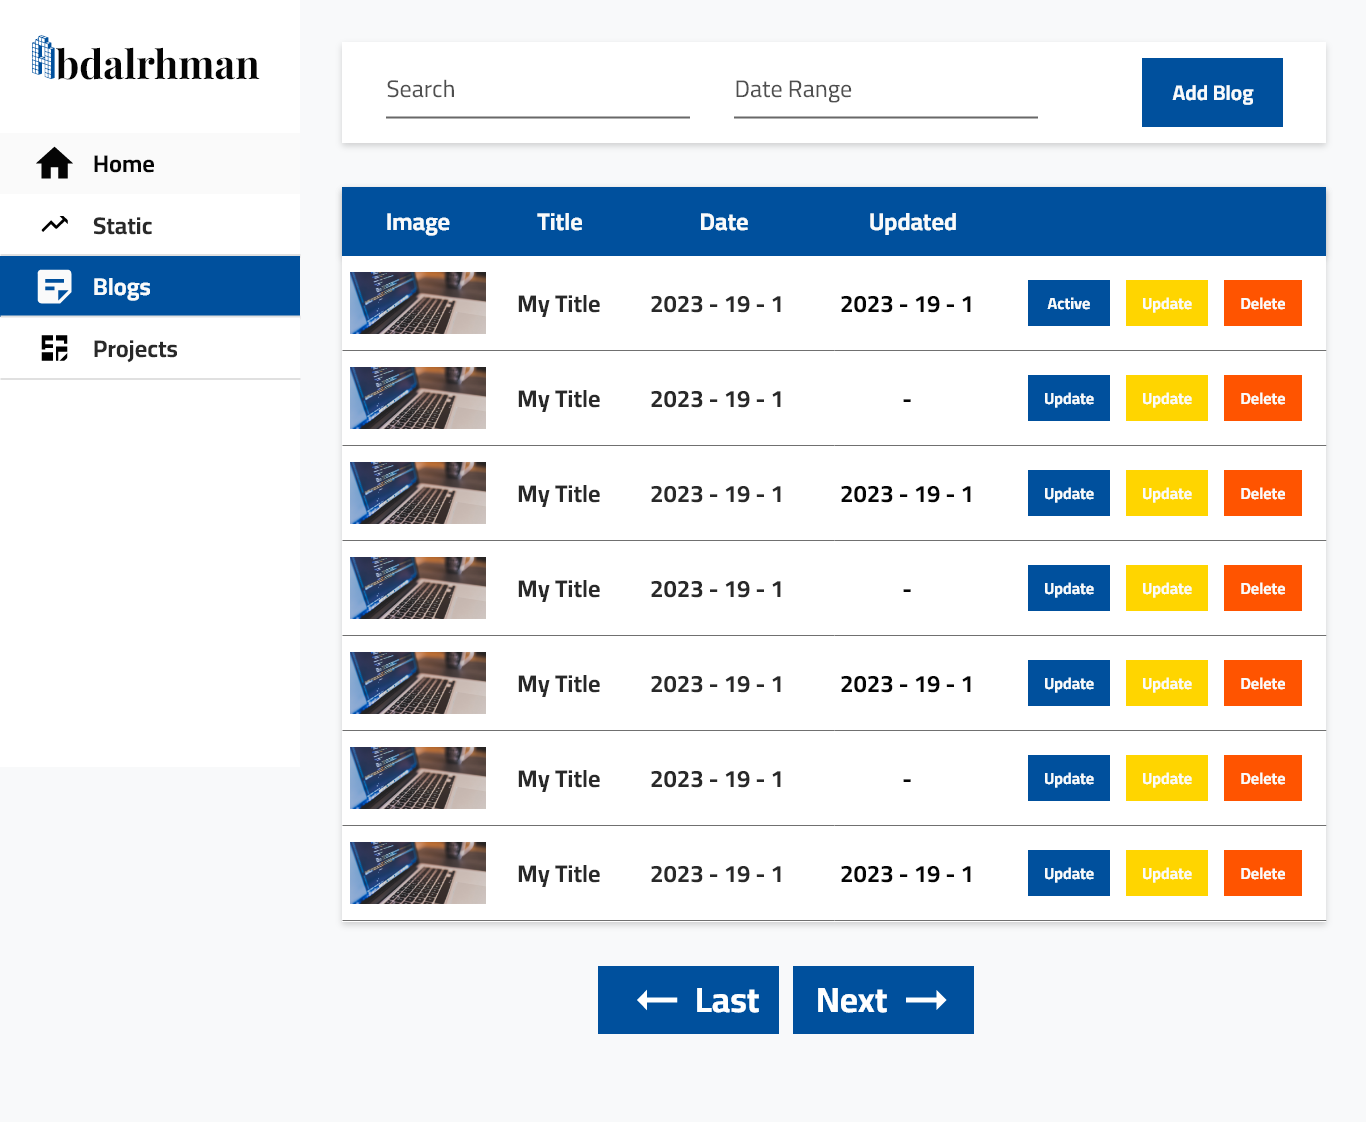 Abdalrhman
Home
Static
Blogs
Projects
Search
Date Range
Add Blog
Image Title Date Updated
My Title 2023 - 19 - 1 2023 - 19 - 1 Active Update Delete
My Title 2023 - 19 - 1 - Update Update Delete
My Title 2023 - 19 - 1 2023 - 19 - 1 Update Update Delete
My Title 2023 - 19 - 1 - Update Update Delete
My Title 2023 - 19 - 1 2023 - 19 - 1 Update Update Delete
My Title 2023 - 19 - 1 - Update Update Delete
My Title 2023 - 19 - 1 2023 - 19 - 1 Update Update Delete
← Last
Next →